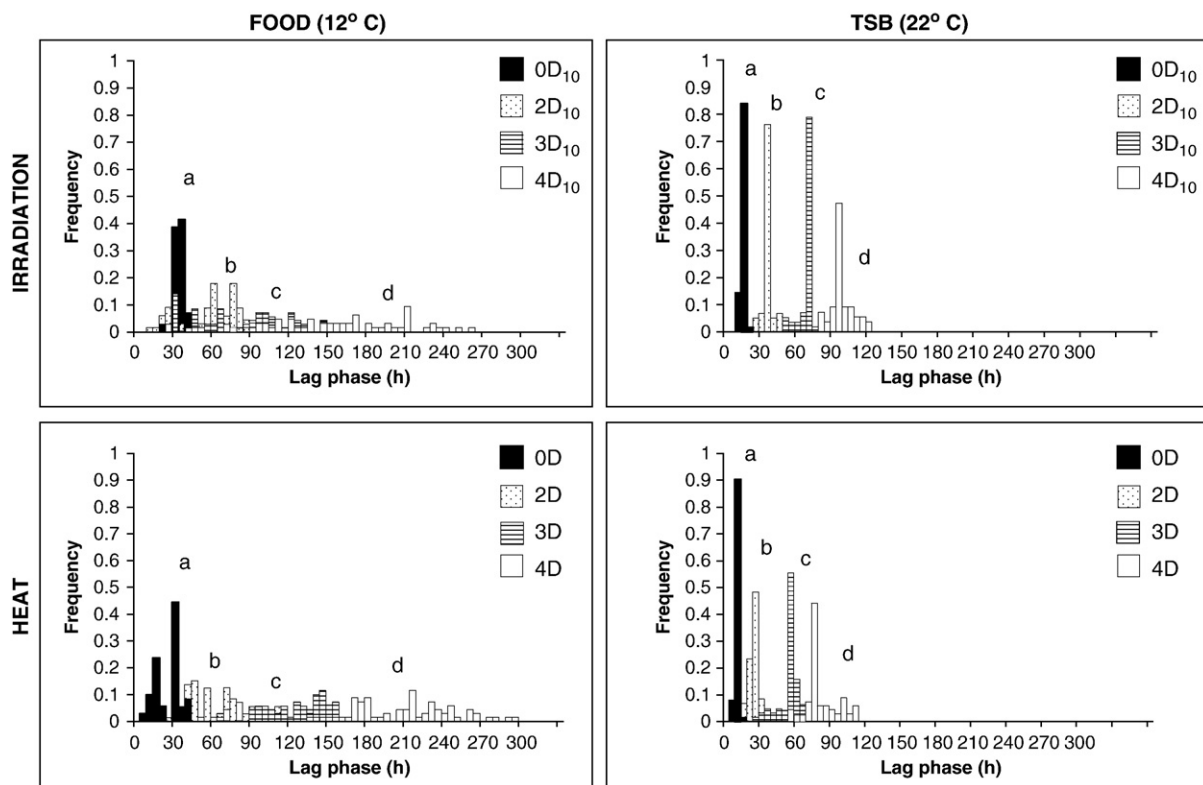 FOOD (12° C)
TSB (22° C)
IRRADIATION
Frequency
1
0.9
0.8
0.7
0.6
0.5
0.4
0.3
0.2
0.1
0
a
b
c
d
0D10
2D10
3D10
4D10
0 30 60 90 120 150 180 210 240 270 300
Lag phase (h)
Frequency
1
0.9
0.8
0.7
0.6
0.5
0.4
0.3
0.2
0.1
0
a
b
c
d
0D10
2D10
3D10
4D10
0 30 60 90 120 150 180 210 240 270 300
Lag phase (h)
HEAT
Frequency
1
0.9
0.8
0.7
0.6
0.5
0.4
0.3
0.2
0.1
0
a
b
c
d
0D
2D
3D
4D
0 30 60 90 120 150 180 210 240 270 300
Lag phase (h)
Frequency
1
0.9
0.8
0.7
0.6
0.5
0.4
0.3
0.2
0.1
0
a
b
c
d
0D
2D
3D
4D
0 30 60 90 120 150 180 210 240 270 300
Lag phase (h)